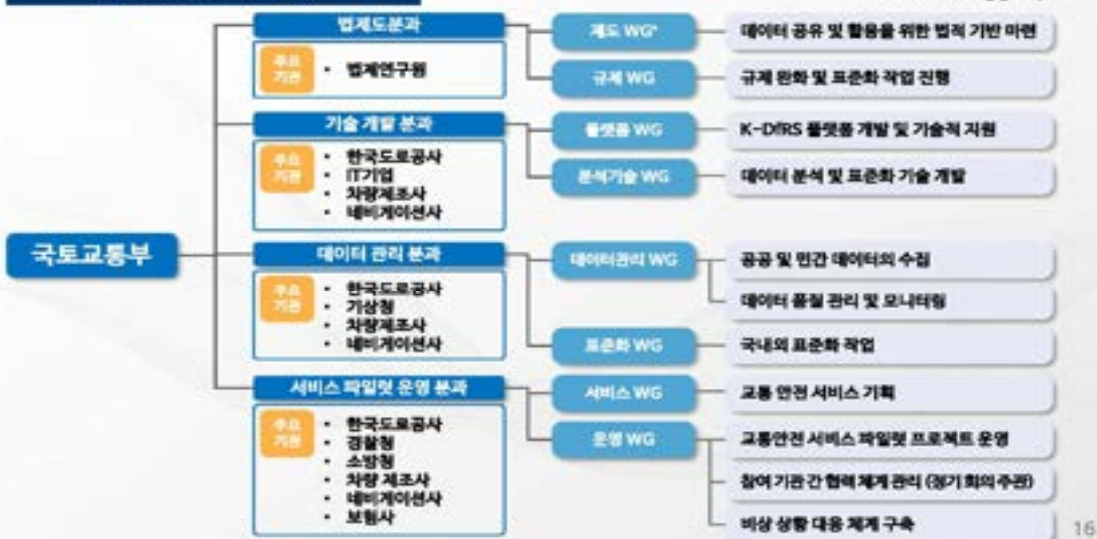 국토교통부
법제도분과
주요
기관
• 법제연구원
제도 WG*
데이터 공유 및 활용을 위한 법적 기반 마련
규제 WG
규제 완화 및 표준화 작업 진행
기술 개발 분과
주요
기관
• 한국도로공사
• IT기업
• 차량제조사
• 네비게이션사
플랫폼 WG
K-DfRS 플랫폼 개발 및 기술적 지원
분석기술 WG
데이터 분석 및 표준화 기술 개발
데이터 관리 분과
주요
기관
• 한국도로공사
• 기상청
• 차량제조사
• 네비게이션사
데이터관리 WG
공공 및 민간 데이터의 수집
데이터 품질 관리 및 모니터링
표준화 WG
국내외 표준화 작업
서비스 파일럿 운영 분과
주요
기관
• 한국도로공사
• 경찰청
• 소방청
• 차량 제조사
• 네비게이션사
• 보험사
서비스 WG
교통 안전 서비스 기획
운영 WG
교통안전 서비스 파일럿 프로젝트 운영
참여 기관 간 협력 체계 관리 (정기 회의 주관)
비상 상황 대응 체계 구축
16